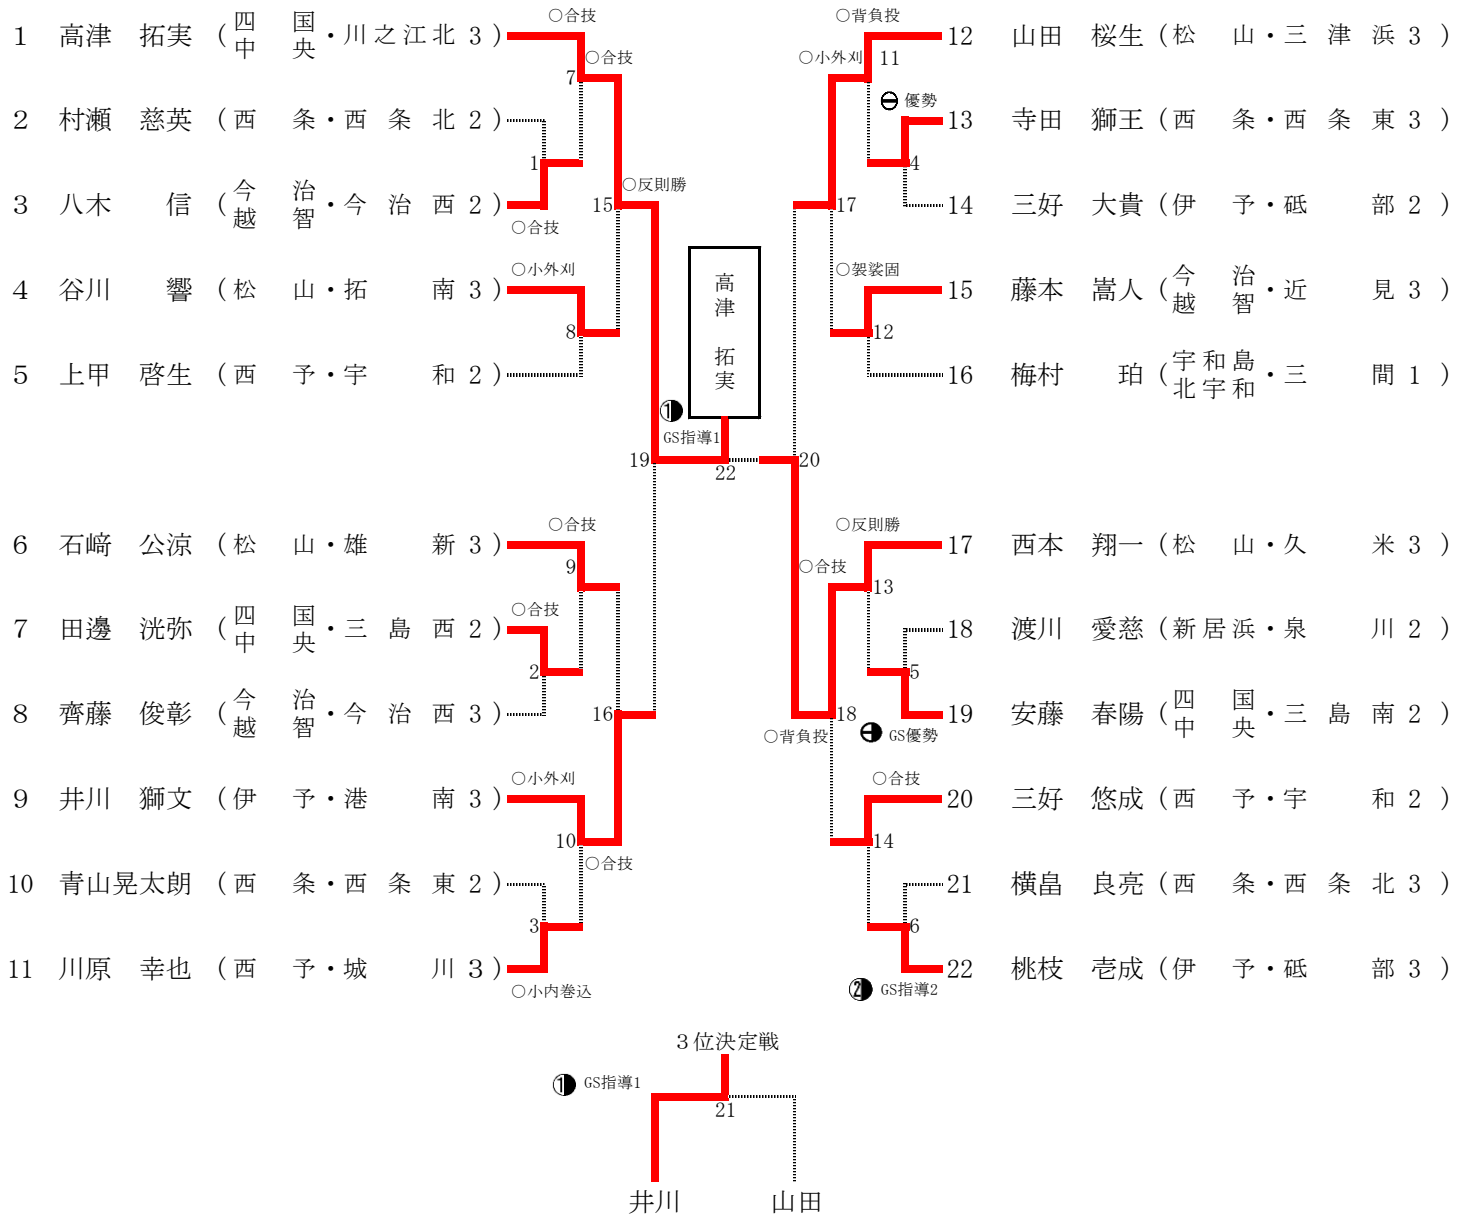 1 高津 拓実 (四国中央・川之江北 3)
2 村瀬 慈英 (西条・西条北 2)
3 八木 信 (今治越智・今治西 2)
4 谷川 響 (松山・拓南 3)
5 上甲 啓生 (西予・宇和 2)
6 石﨑 公涼 (松山・雄新 3)
7 田邊 洸弥 (四国中央・三島西 2)
8 齊藤 俊彰 (今治越智・今治西 3)
9 井川 獅文 (伊予・港南 3)
10 青山晃太朗 (西条・西条東 2)
11 川原 幸也 (西予・城川 3)
○合技
○合技
7
1
○合技
15
○反則勝
○小外刈
8
19
○合技
9
○合技
2
16
○小外刈
10
○合技
3
○小内巻込
高津 拓実
①
GS指導1
22
○背負投
11
○小外刈
優勢
4
17
○袈裟固
12
20
○反則勝
13
○合技
5
18
○背負投
GS優勢
○合技
14
6
② GS指導2
12 山田 桜生 (松山・三津浜 3)
13 寺田 獅王 (西条・西条東 3)
14 三好 大貴 (伊予・砥部 2)
15 藤本 嵩人 (今治越智・近見 3)
16 梅村 珀 (宇和島北宇和・三間 1)
17 西本 翔一 (松山・久米 3)
18 渡川 愛慈 (新居浜・泉川 2)
19 安藤 春陽 (四国中央・三島南 2)
20 三好 悠成 (西予・宇和 2)
21 横畠 良亮 (西条・西条北 3)
22 桃枝 壱成 (伊予・砥部 3)
3位決定戦
① GS指導1
21
井川 山田